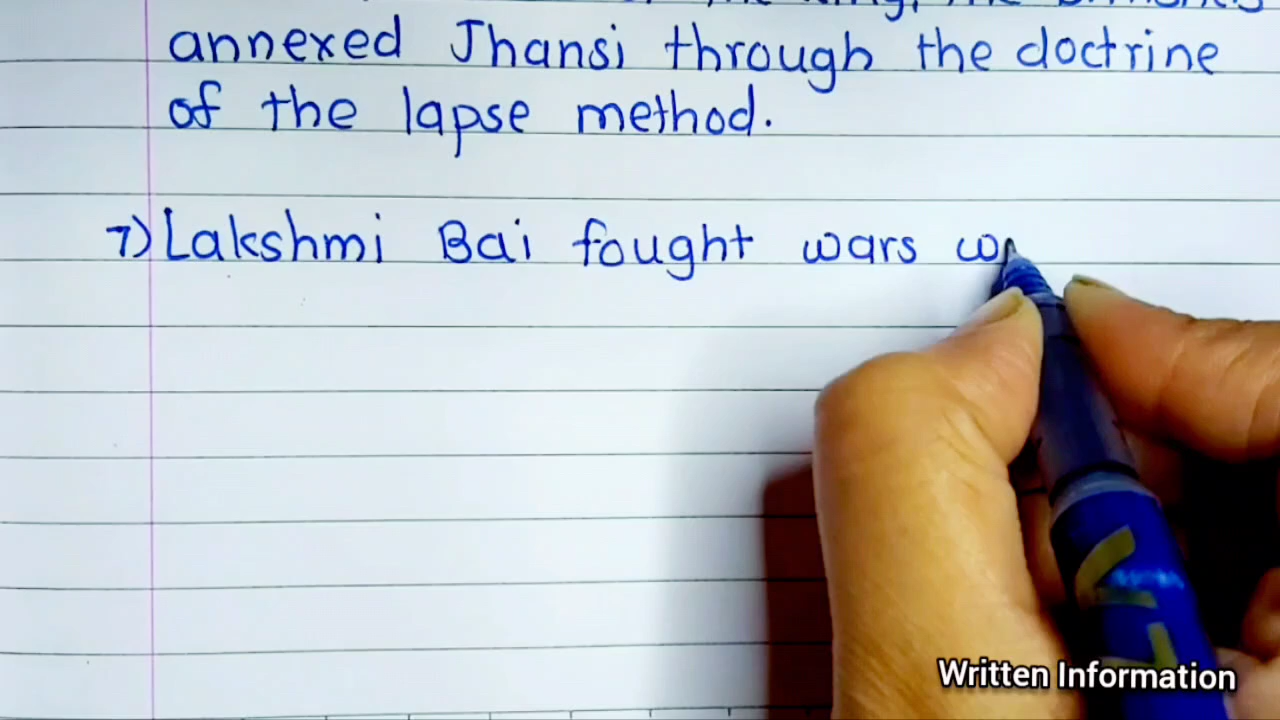 annexed Jhansi through the doctrine
of the lapse method.
7) Lakshmi Bai fought wars
Written Information